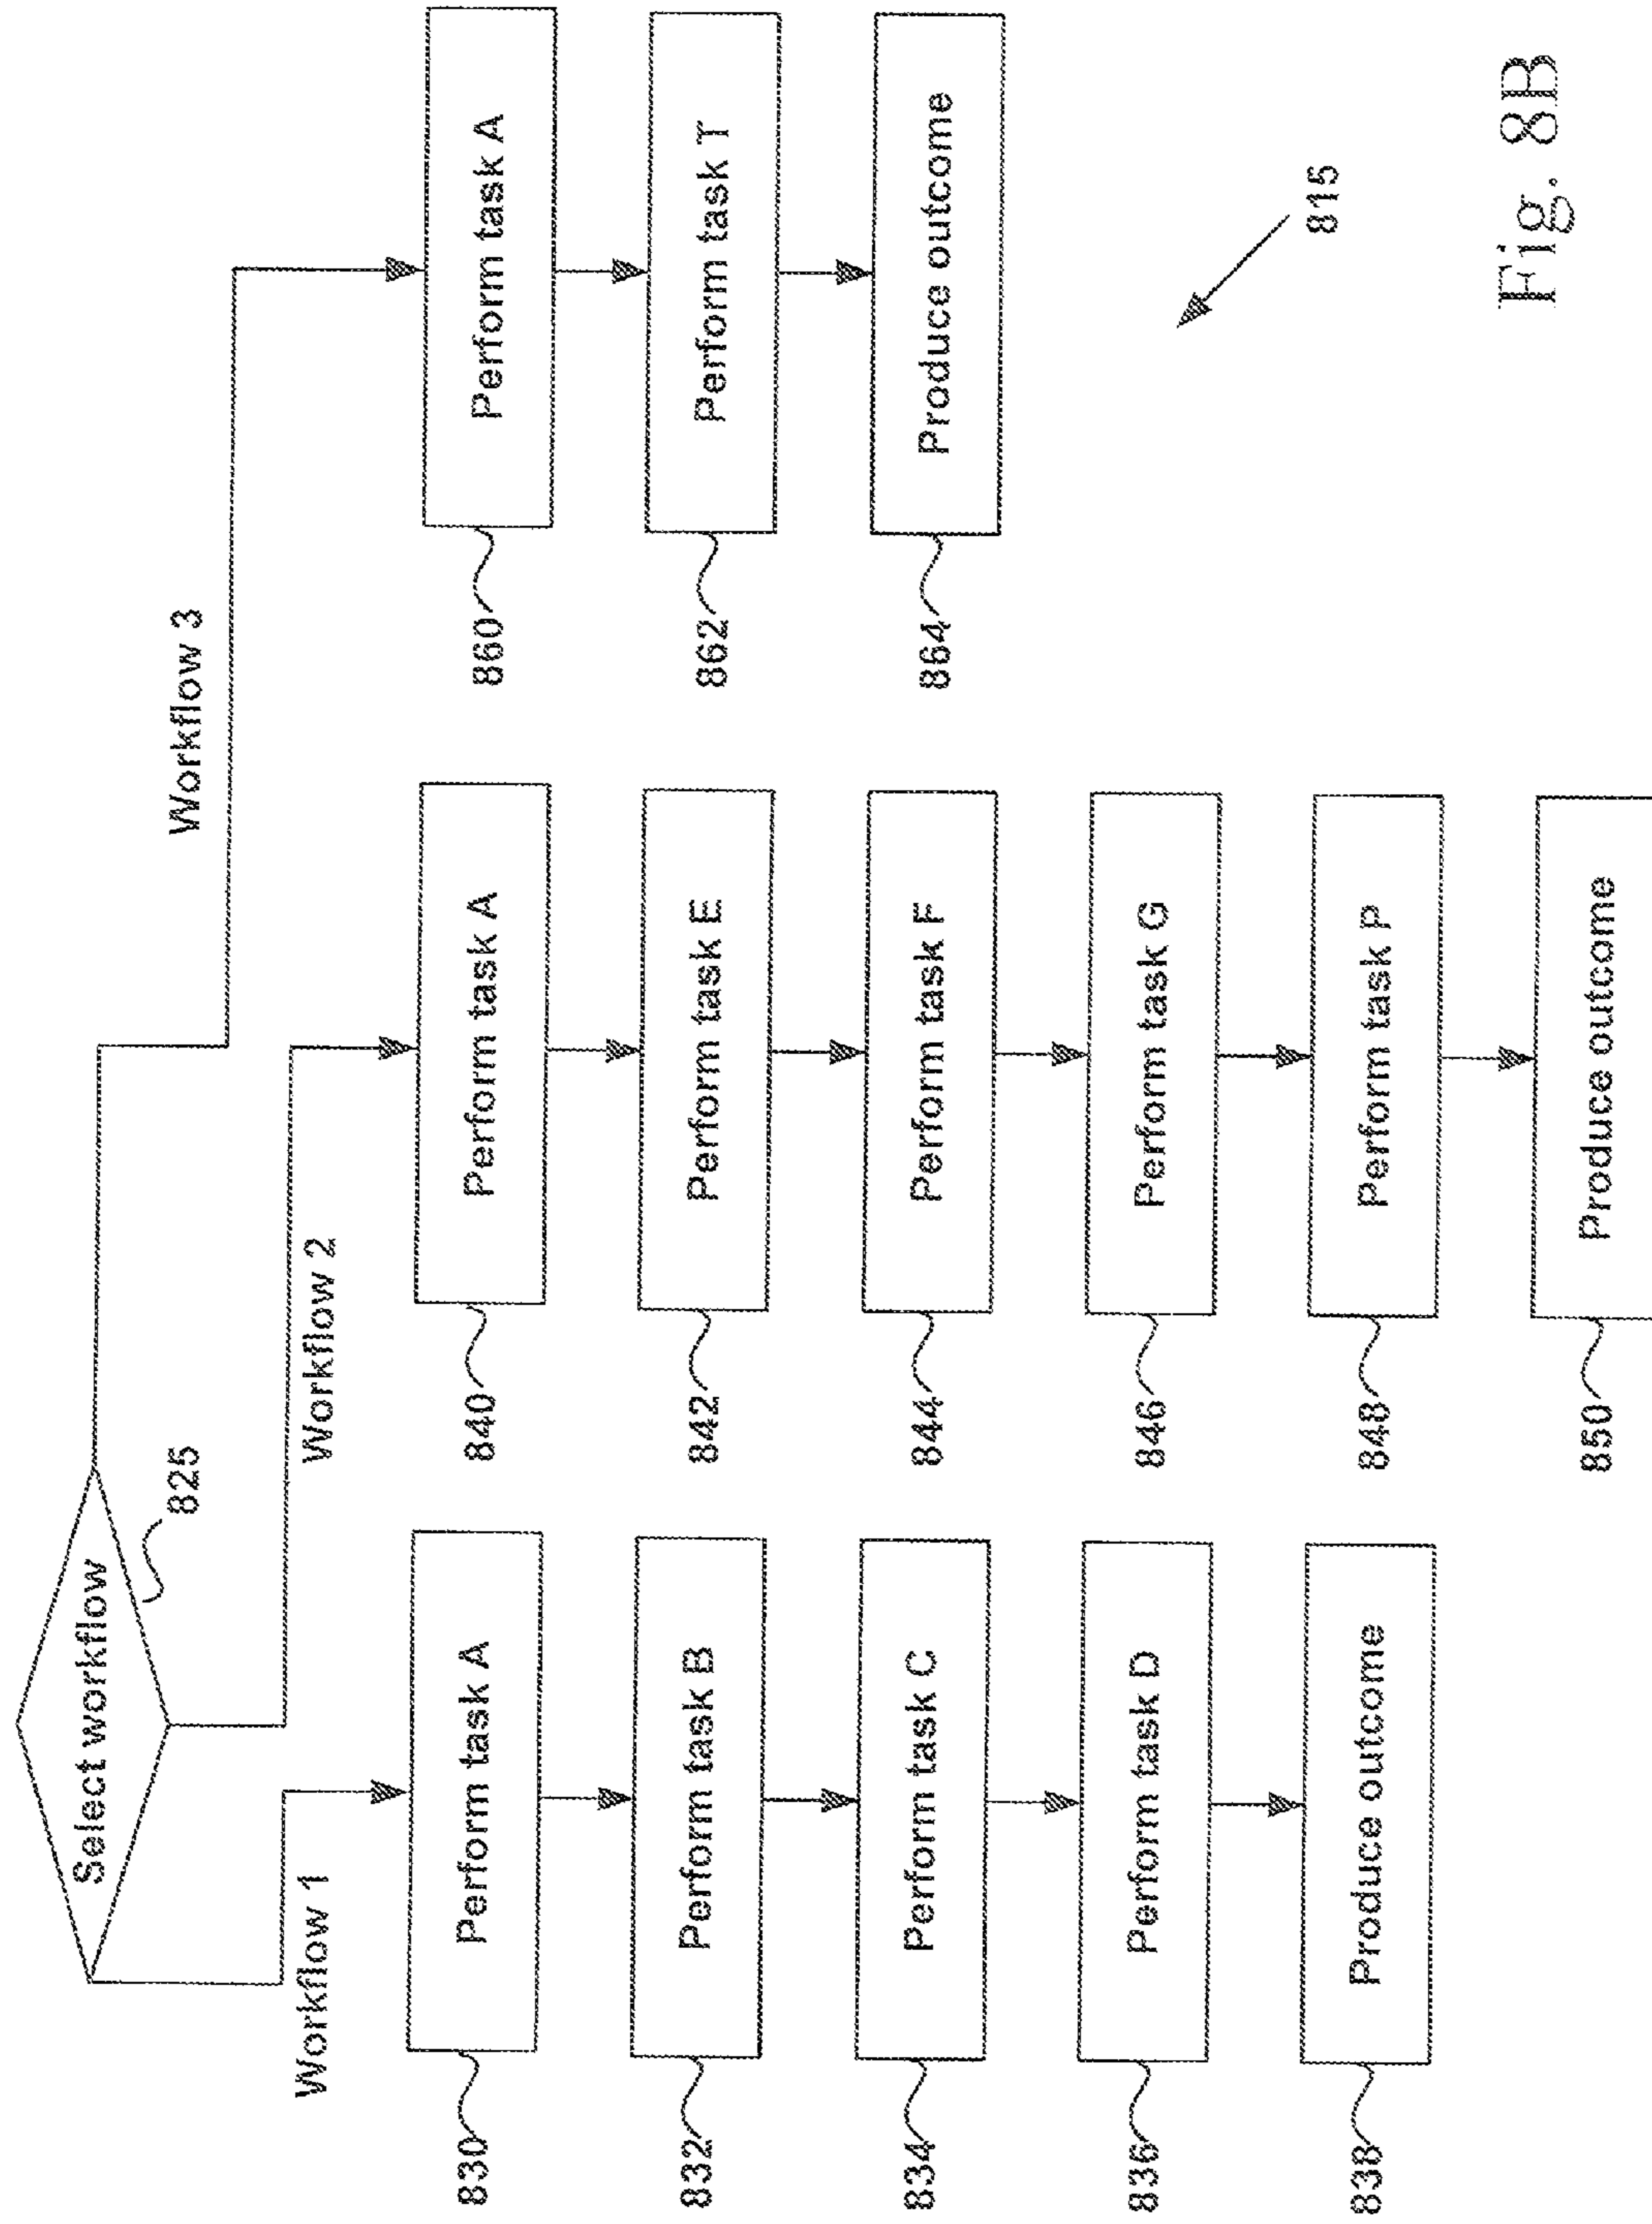 Select workflow
825
Workflow 1
Workflow 2
Workflow 3
830
Perform task A
832
Perform task B
834
Perform task C
836
Perform task D
838
Produce outcome
840
Perform task A
842
Perform task E
844
Perform task F
846
Perform task G
848
Perform task P
850
Produce outcome
860
Perform task A
862
Perform task T
864
Produce outcome
815
Fig. 8B